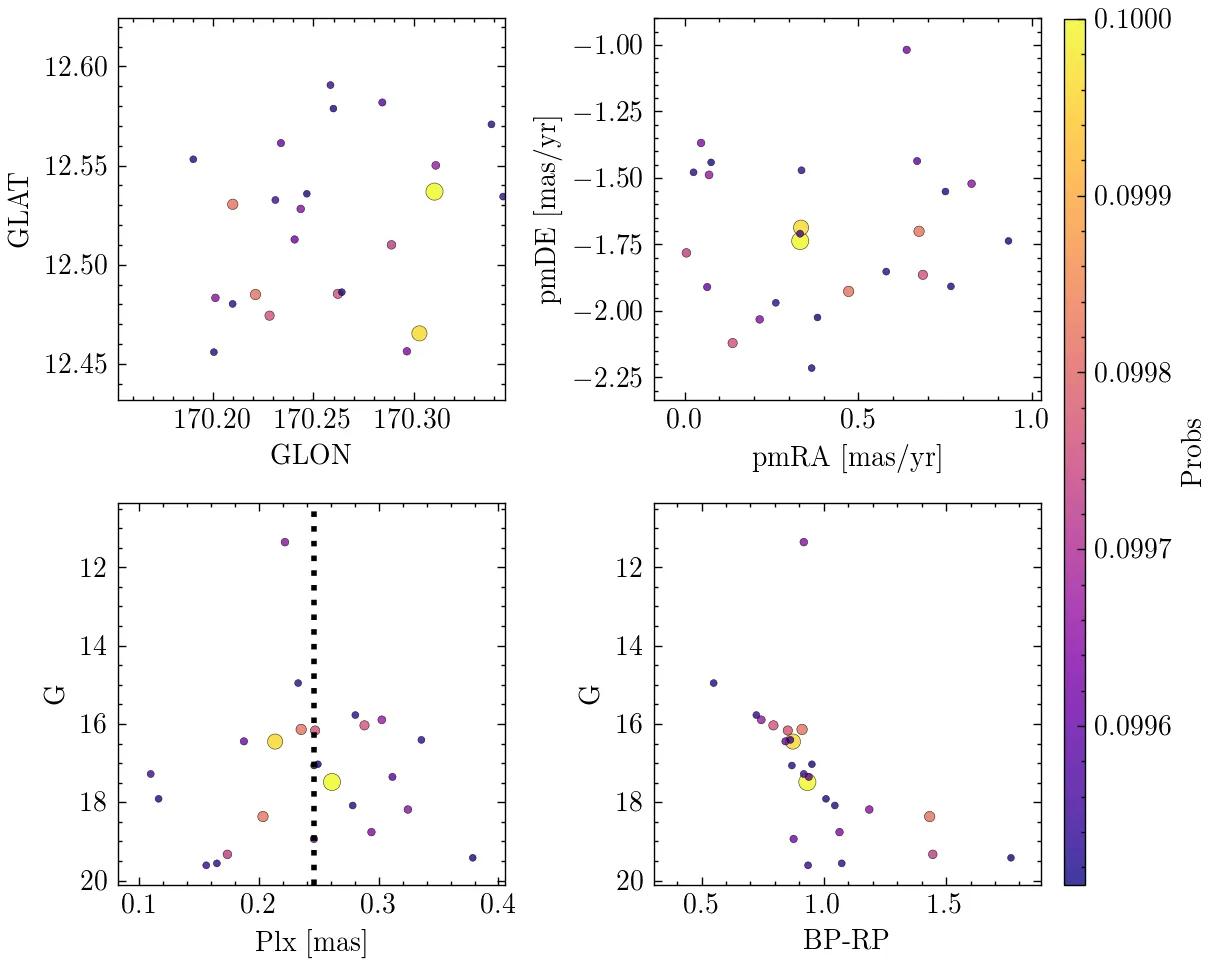 12.60
12.55
12.50
12.45
GLAT
170.20 170.25 170.30
GLON
−1.00
−1.25
−1.50
−1.75
−2.00
−2.25
pmDE [mas/yr]
0.0 0.5 1.0
pmRA [mas/yr]
12
14
16
18
20
G
0.1 0.2 0.3 0.4
Plx [mas]
12
14
16
18
20
G
0.5 1.0 1.5
BP-RP
0.1000
0.0999
0.0998
0.0997
0.0996
Probs